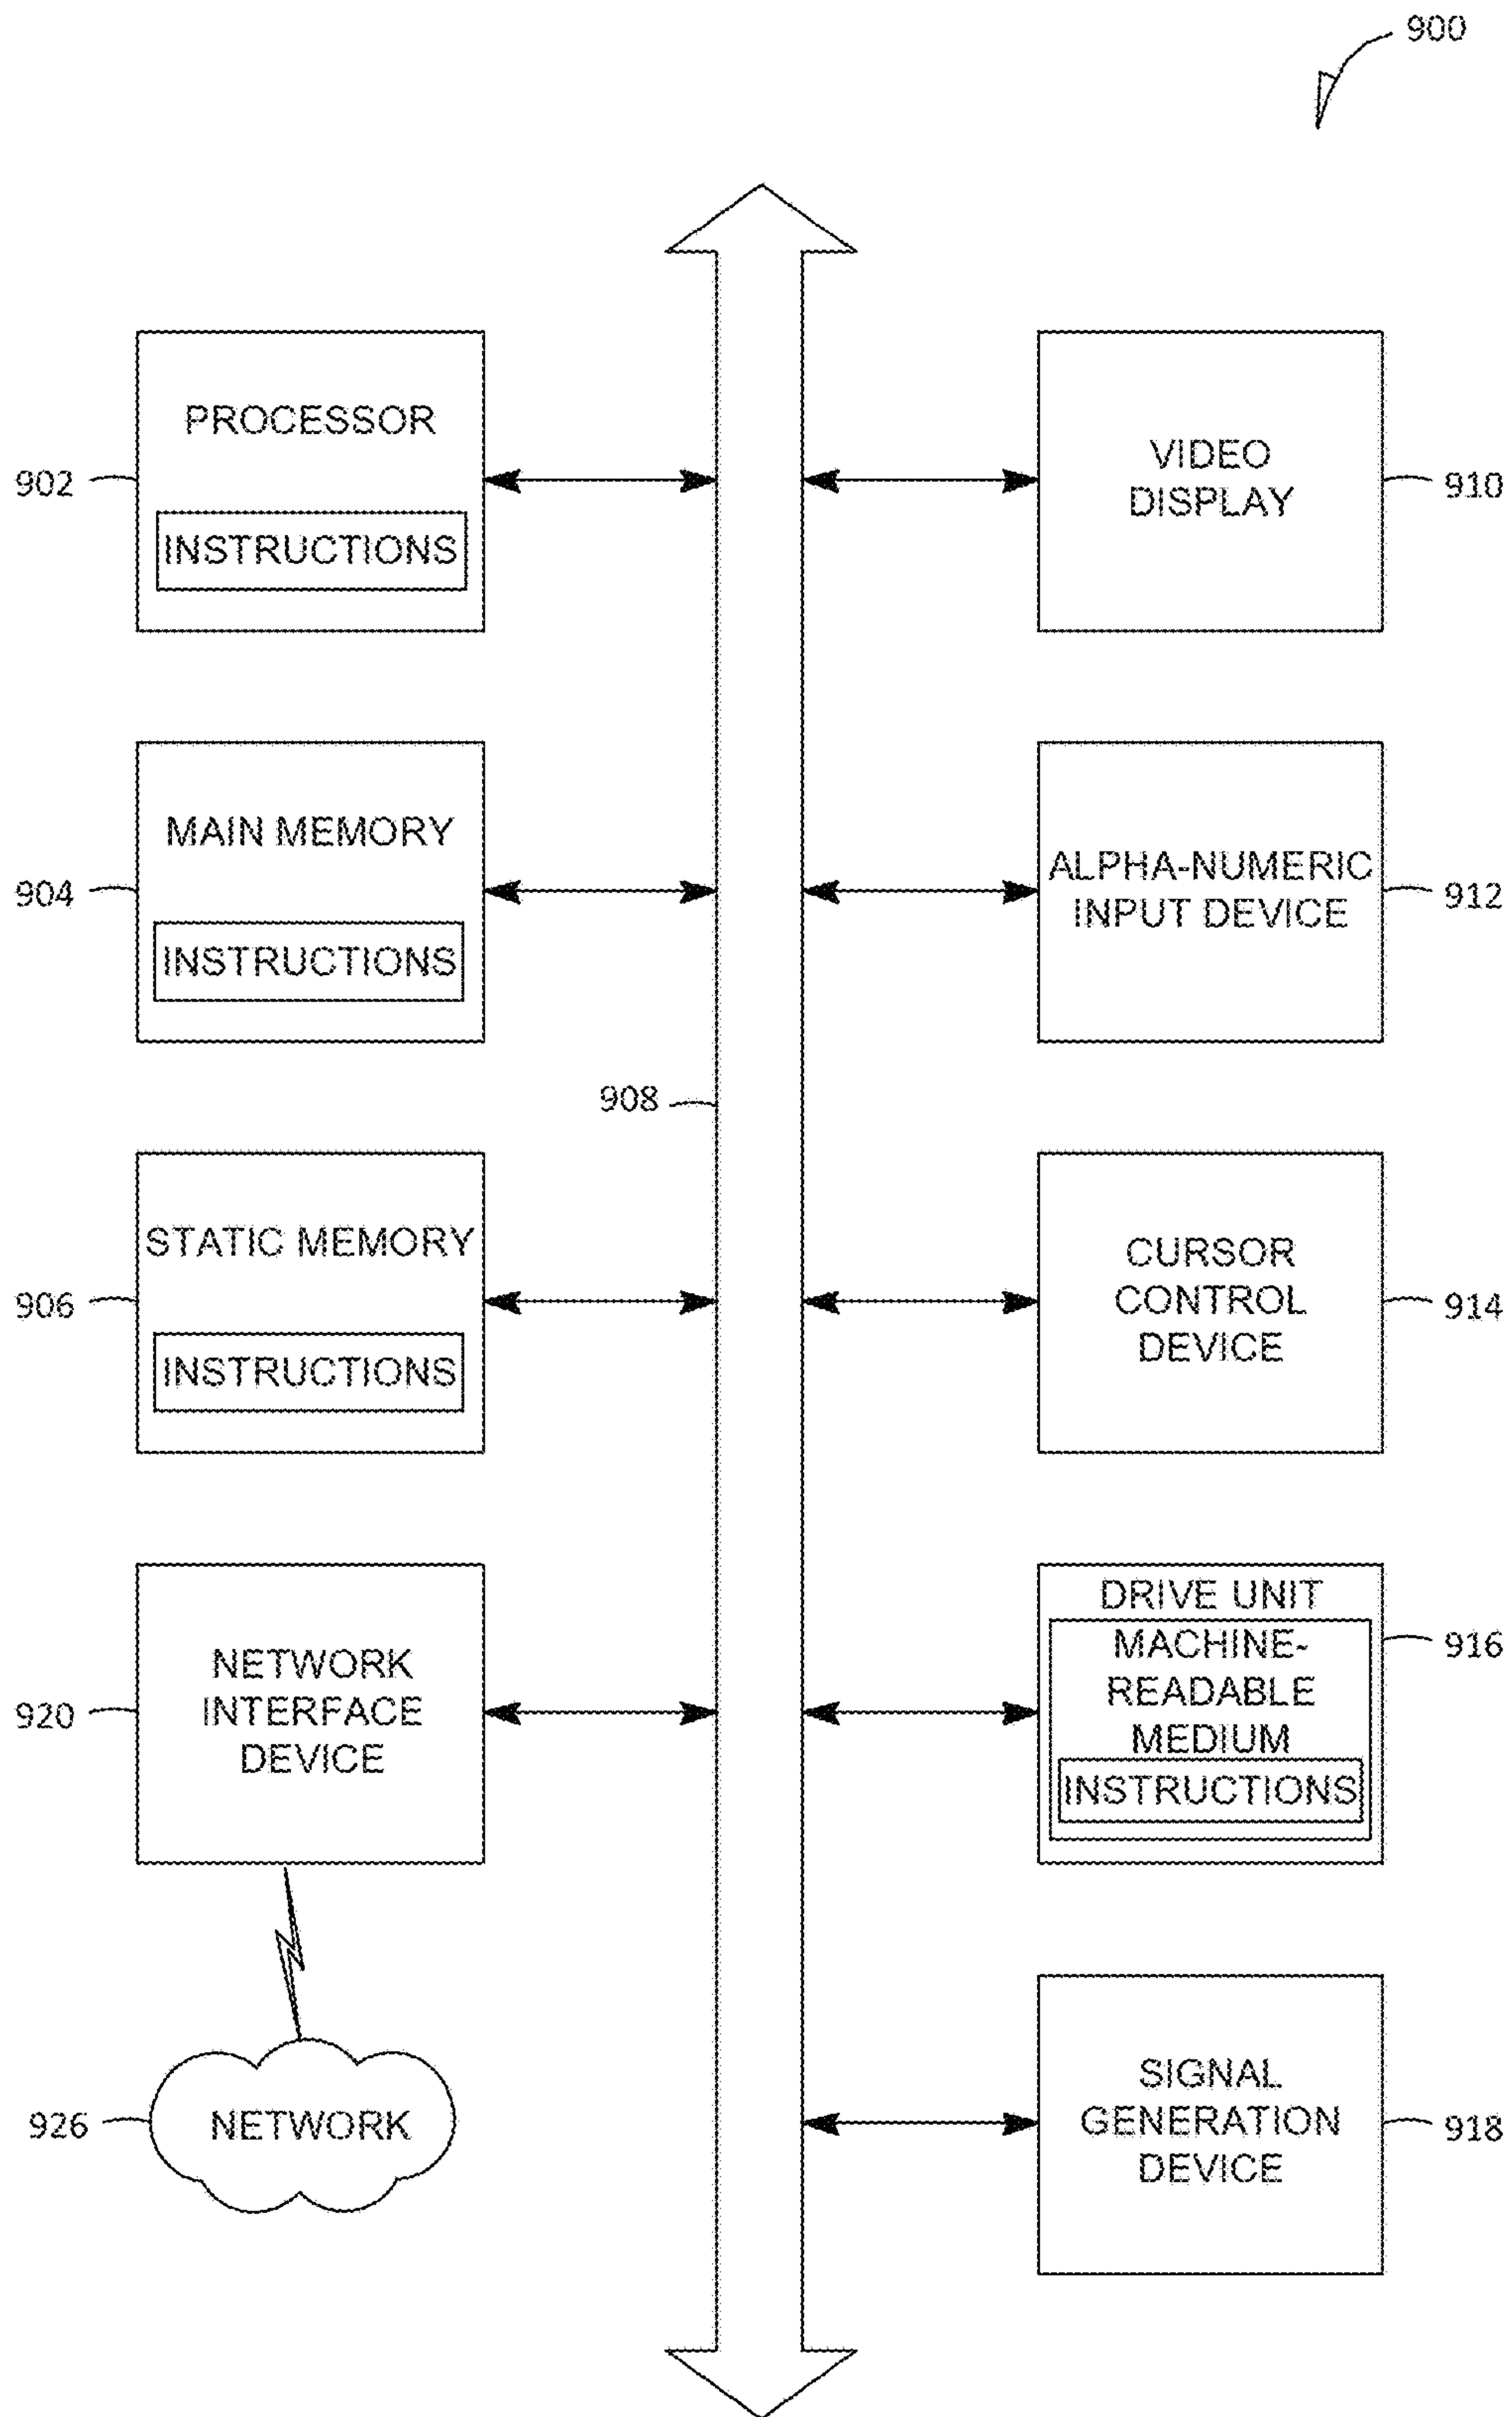 900
PROCESSOR
INSTRUCTIONS
902
VIDEO
DISPLAY
910
MAIN MEMORY
INSTRUCTIONS
904
ALPHA-NUMERIC
INPUT DEVICE
912
908
STATIC MEMORY
INSTRUCTIONS
906
CURSOR
CONTROL
DEVICE
914
NETWORK
INTERFACE
DEVICE
920
DRIVE UNIT
MACHINE-
READABLE
MEDIUM
INSTRUCTIONS
916
NETWORK
926
SIGNAL
GENERATION
DEVICE
918